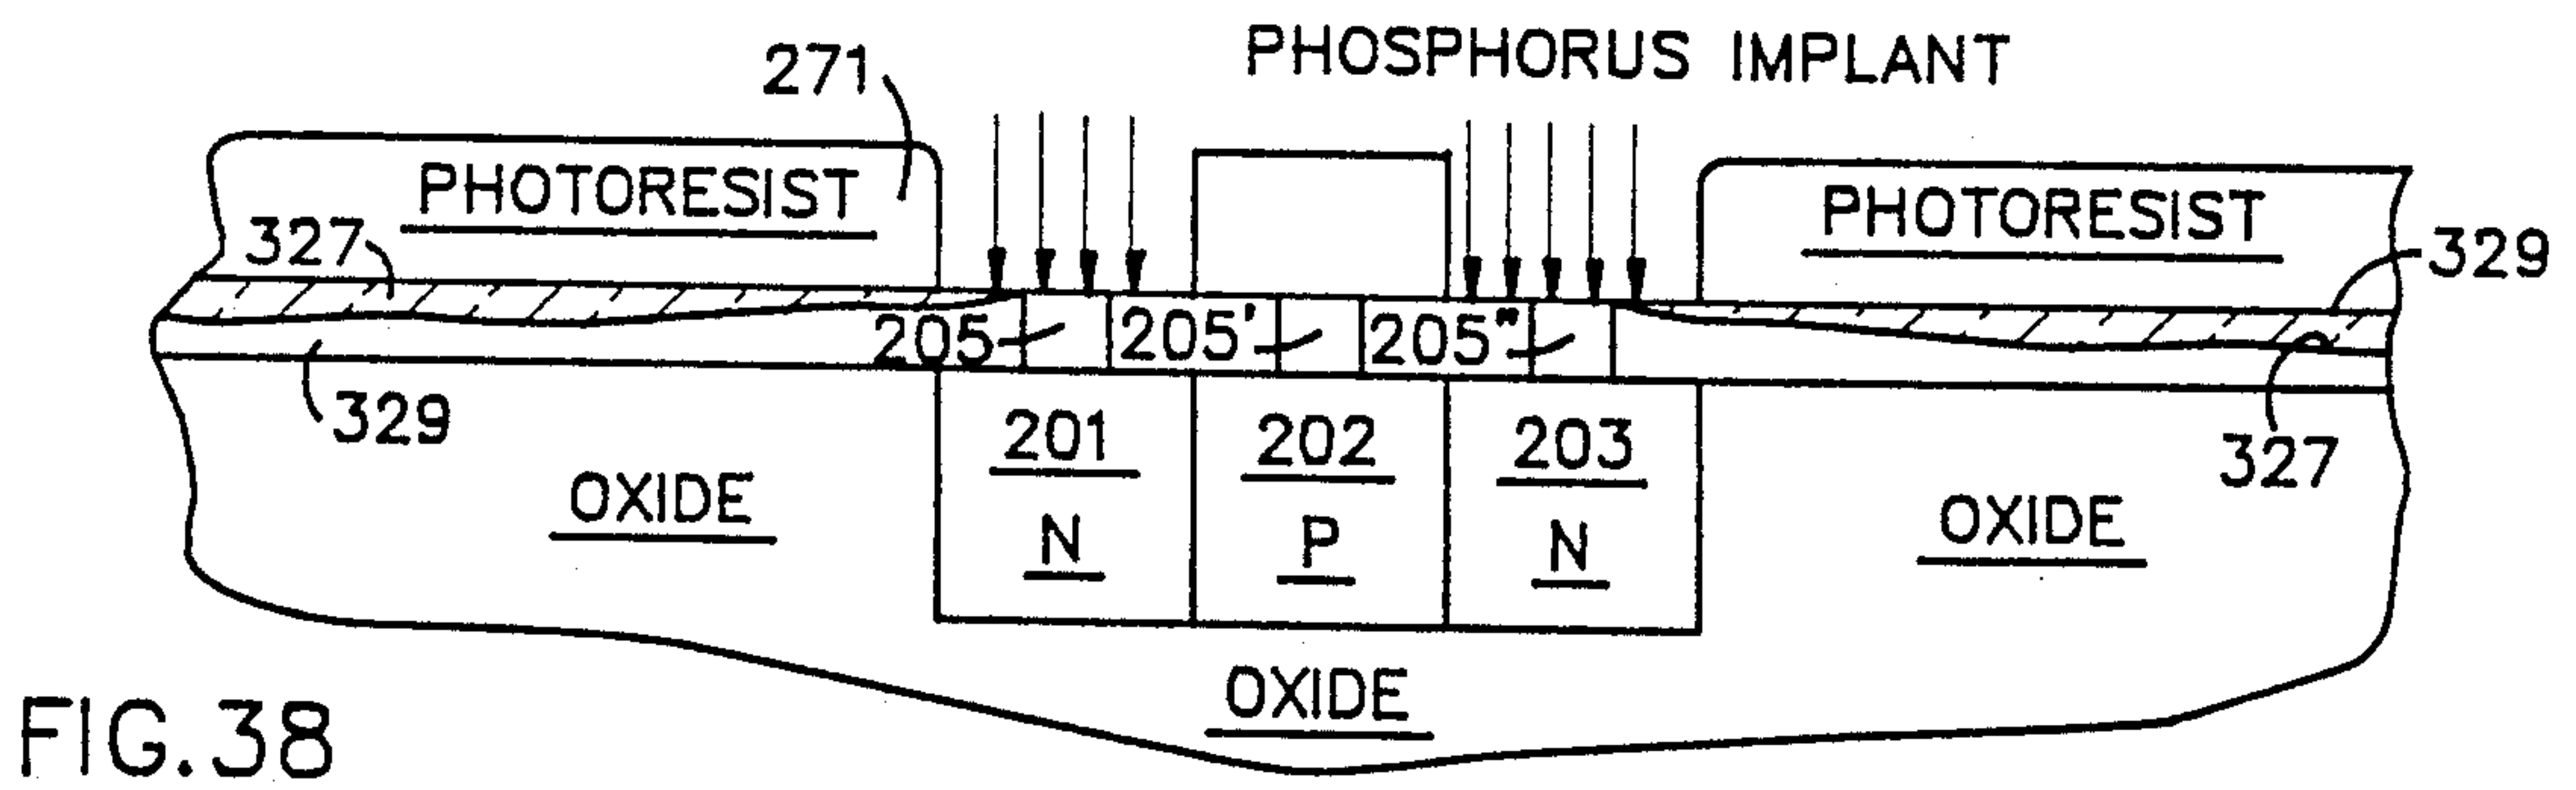 PHOSPHORUS IMPLANT
271
PHOTORESIST
PHOTORESIST
327
329
205
205'
205"
329
327
201
202
203
N
P
N
OXIDE
OXIDE
OXIDE
FIG.38